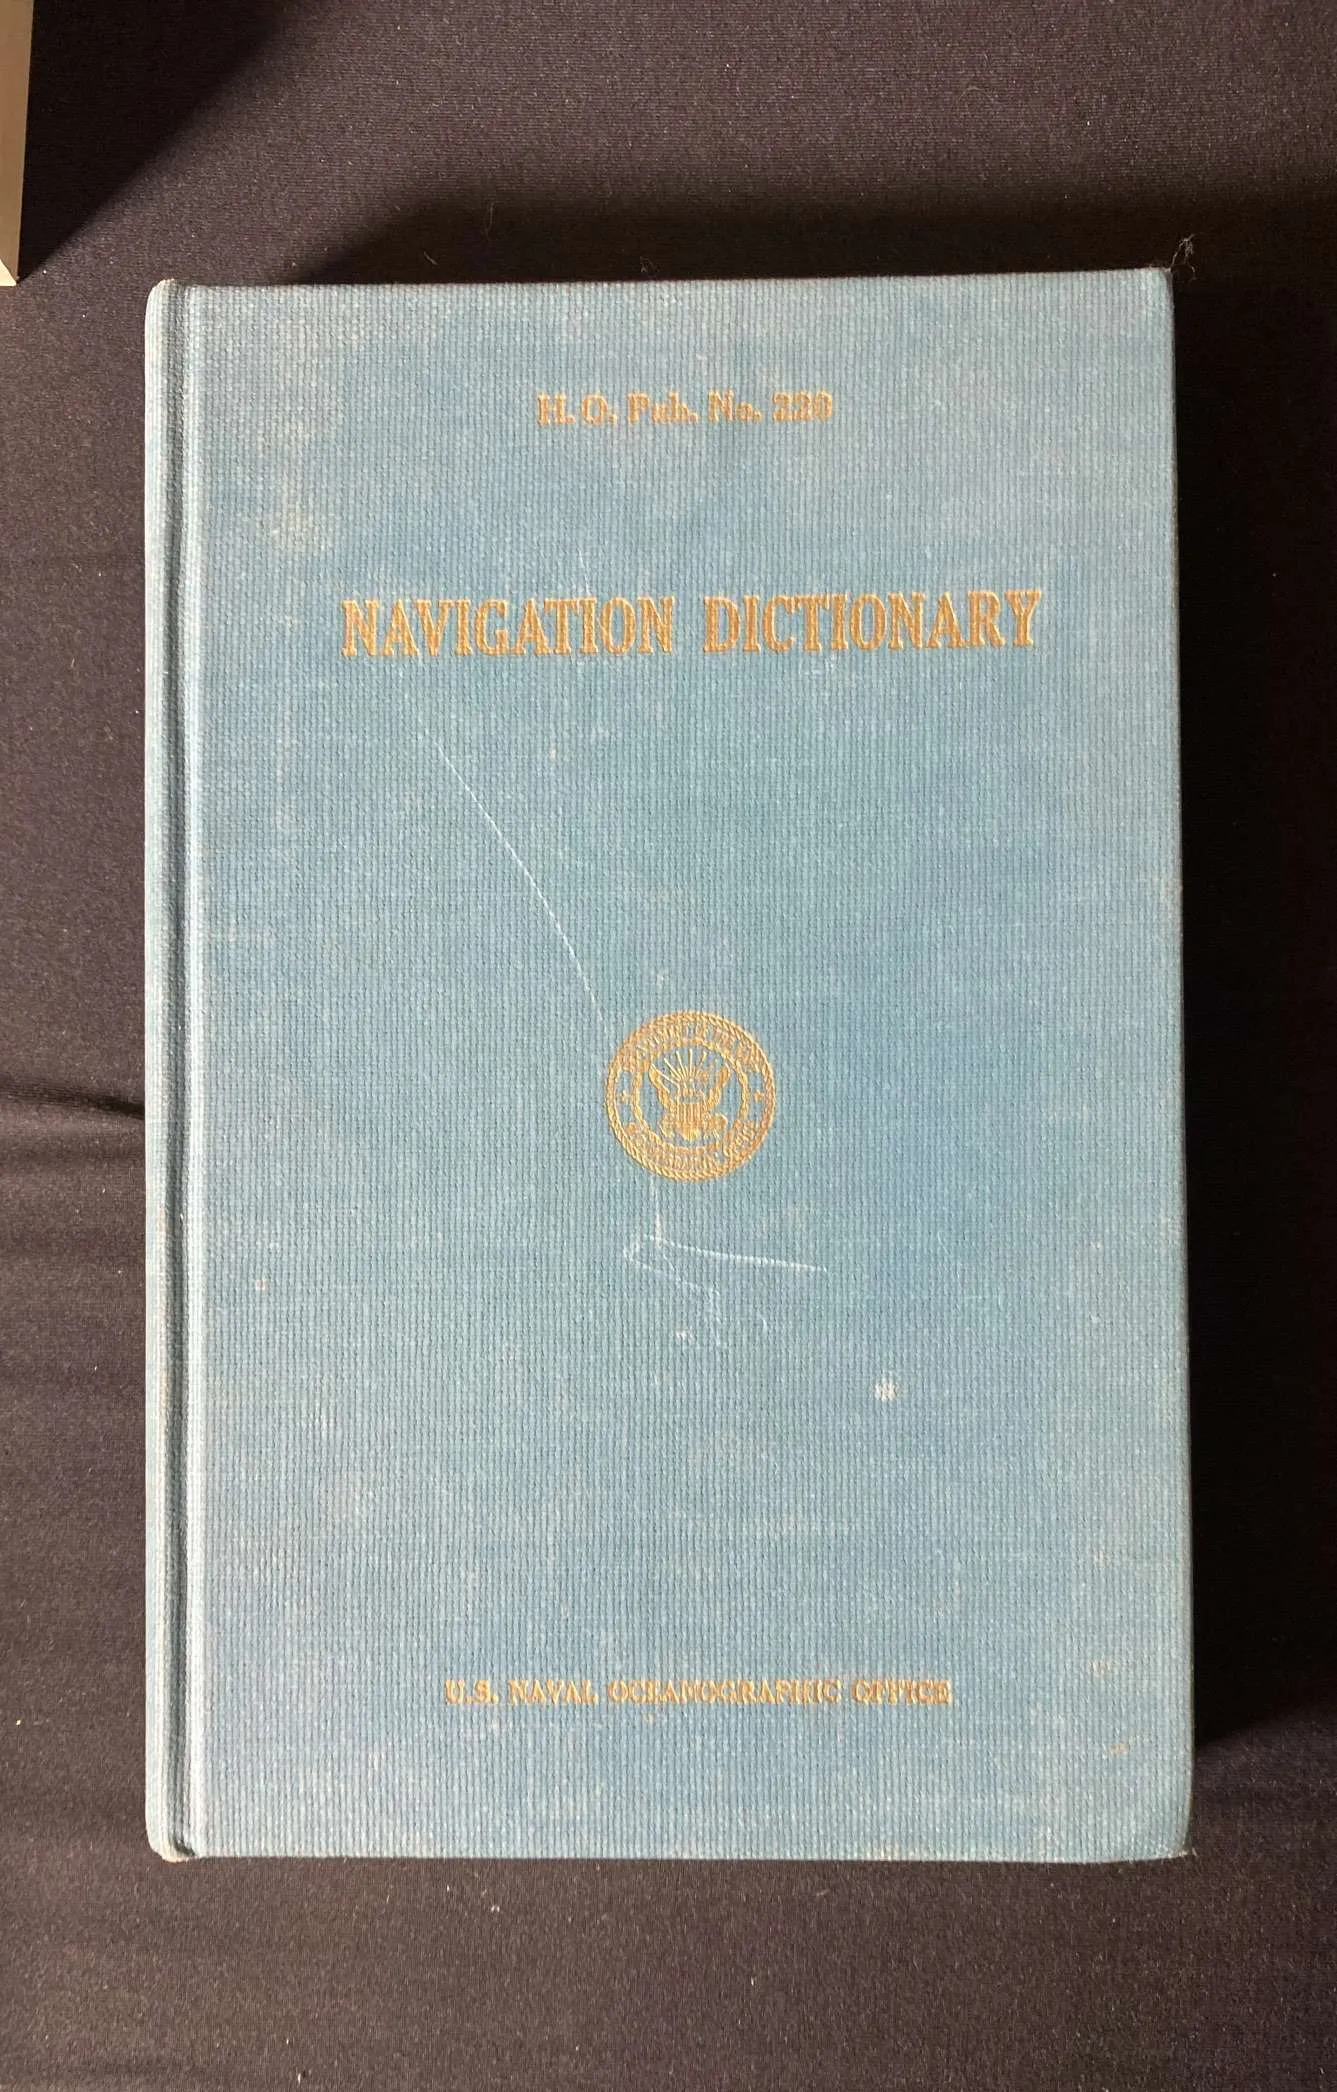 H.O. Pub. No. 220
NAVIGATION DICTIONARY
U.S. NAVAL OCEANOGRAPHIC OFFICE